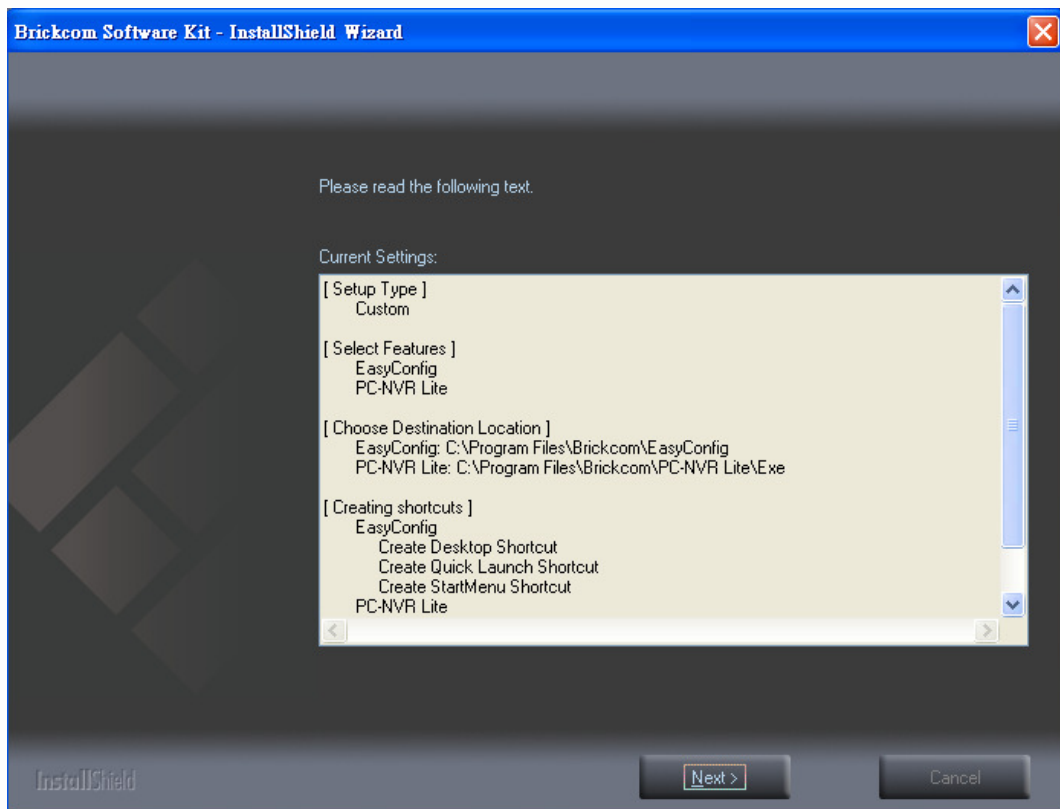 Brickcom Software Kit - InstallShield Wizard
Please read the following text.
Current Settings:
[ Setup Type ]
Custom
[ Select Features ]
EasyConfig
PC-NVR Lite
[ Choose Destination Location ]
EasyConfig: C:\Program Files\Brickcom\EasyConfig
PC-NVR Lite: C:\Program Files\Brickcom\PC-NVR Lite\Exe
[ Creating shortcuts ]
EasyConfig
Create Desktop Shortcut
Create Quick Launch Shortcut
Create StartMenu Shortcut
PC-NVR Lite
InstallShield
Next >
Cancel